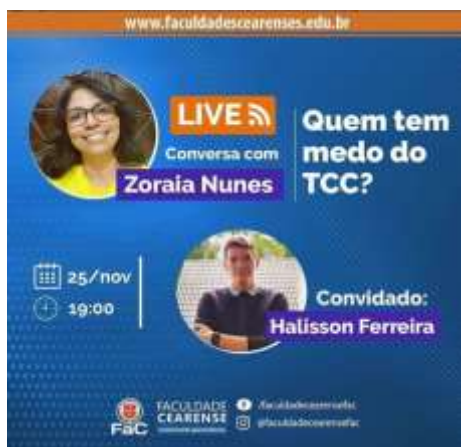 www.faculdadescearenses.edu.br
LIVE
Conversa com
Zoraia Nunes
Quem tem
medo do
TCC?
25/nov
19:00
Convidado:
Halisson Ferreira
FaC
FACULDADE
CEARENSE
/faculdadecearensefac
@faculdadecearensefac